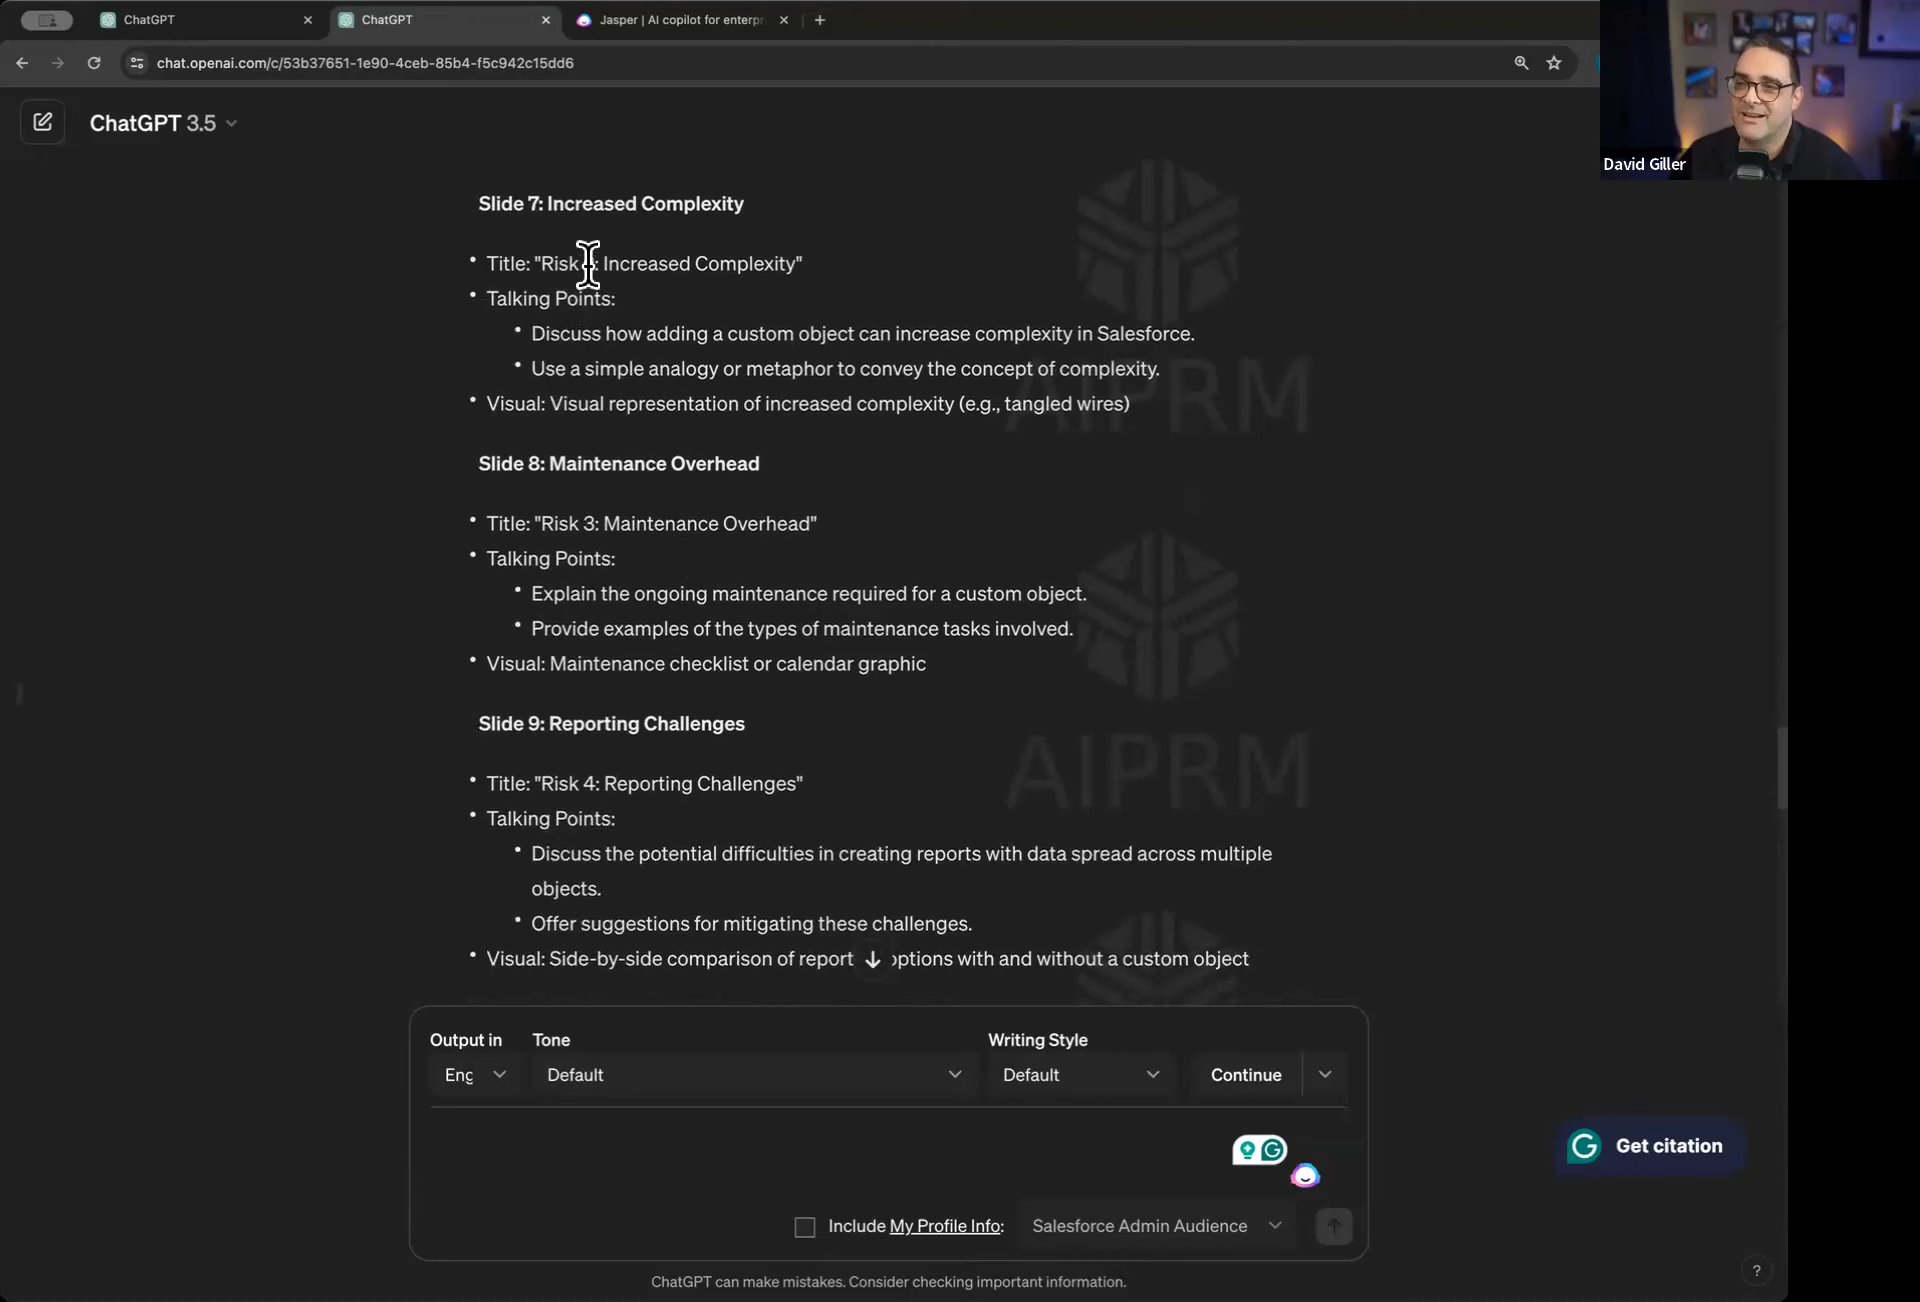 ChatGPT
ChatGPT
Jasper | AI copilot for enterpr
chat.openai.com/c/53b37651-1e90-4ceb-85b4-f5c942c15dd6
David Giller
ChatGPT 3.5
Slide 7: Increased Complexity
• Title: "Risk : Increased Complexity"
• Talking Points:
• Discuss how adding a custom object can increase complexity in Salesforce.
• Use a simple analogy or metaphor to convey the concept of complexity.
• Visual: Visual representation of increased complexity (e.g., tangled wires)
AIPRM
Slide 8: Maintenance Overhead
• Title: "Risk 3: Maintenance Overhead"
• Talking Points:
• Explain the ongoing maintenance required for a custom object.
• Provide examples of the types of maintenance tasks involved.
• Visual: Maintenance checklist or calendar graphic
Slide 9: Reporting Challenges
AIPRM
• Title: "Risk 4: Reporting Challenges"
• Talking Points:
• Discuss the potential difficulties in creating reports with data spread across multiple
objects.
• Offer suggestions for mitigating these challenges.
• Visual: Side-by-side comparison of report options with and without a custom object
Output in Tone Writing Style
Eng Default Default Continue
Get citation
Include My Profile Info: Salesforce Admin Audience
ChatGPT can make mistakes. Consider checking important information.
?